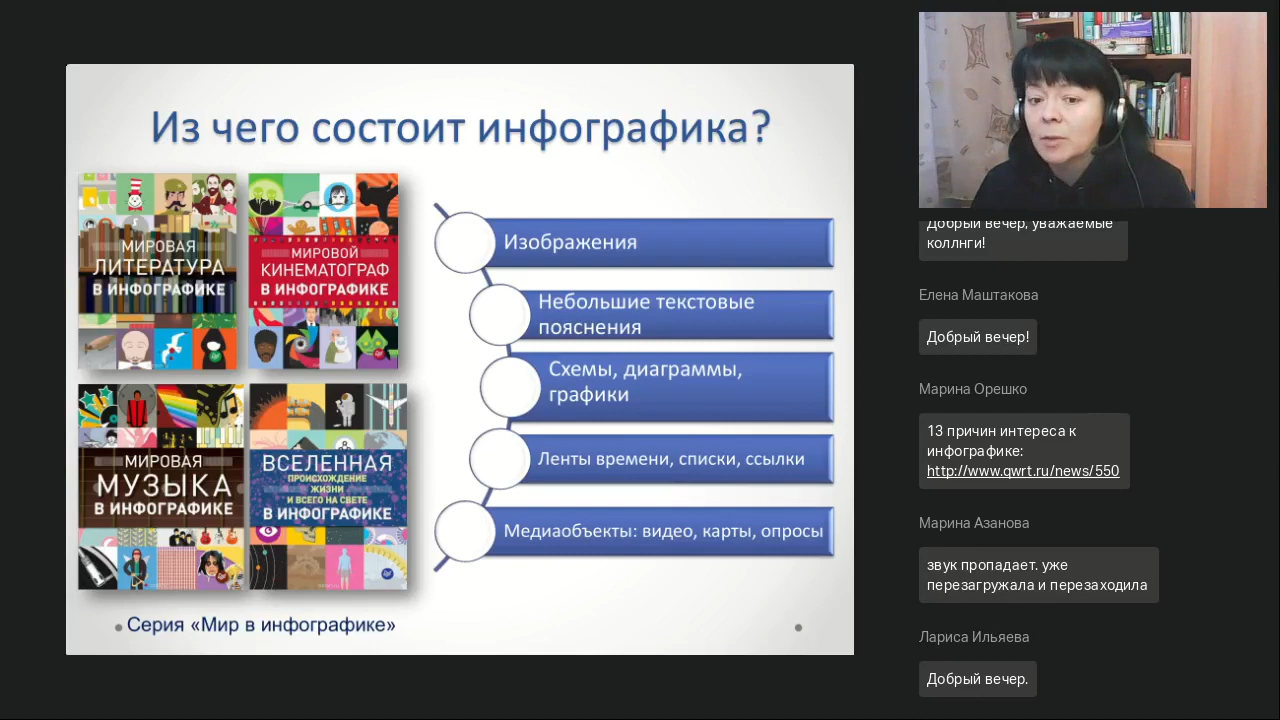 Из чего состоит инфографика?
МИРОВАЯ
ЛИТЕРАТУРА
В ИНФОГРАФИКЕ
МИРОВОЙ
КИНЕМАТОГРАФ
В ИНФОГРАФИКЕ
МИРОВАЯ
МУЗЫКА
В ИНФОГРАФИКЕ
ВСЕЛЕННАЯ
ПРОИСХОЖДЕНИЕ
ЖИЗНИ
И ВСЕГО НА СВЕТЕ
В ИНФОГРАФИКЕ
Изображения
Небольшие текстовые
пояснения
Схемы, диаграммы,
графики
Ленты времени, списки, ссылки
Медиаобъекты: видео, карты, опросы
Серия «Мир в инфографике»
Добрый вечер, уважаемые
коллнги!
Елена Маштакова
Добрый вечер!
Марина Орешко
13 причин интереса к
инфографике:
http://www.qwrt.ru/news/550
Марина Азанова
звук пропадает. уже
перезагружала и перезаходила
Лариса Ильяева
Добрый вечер.